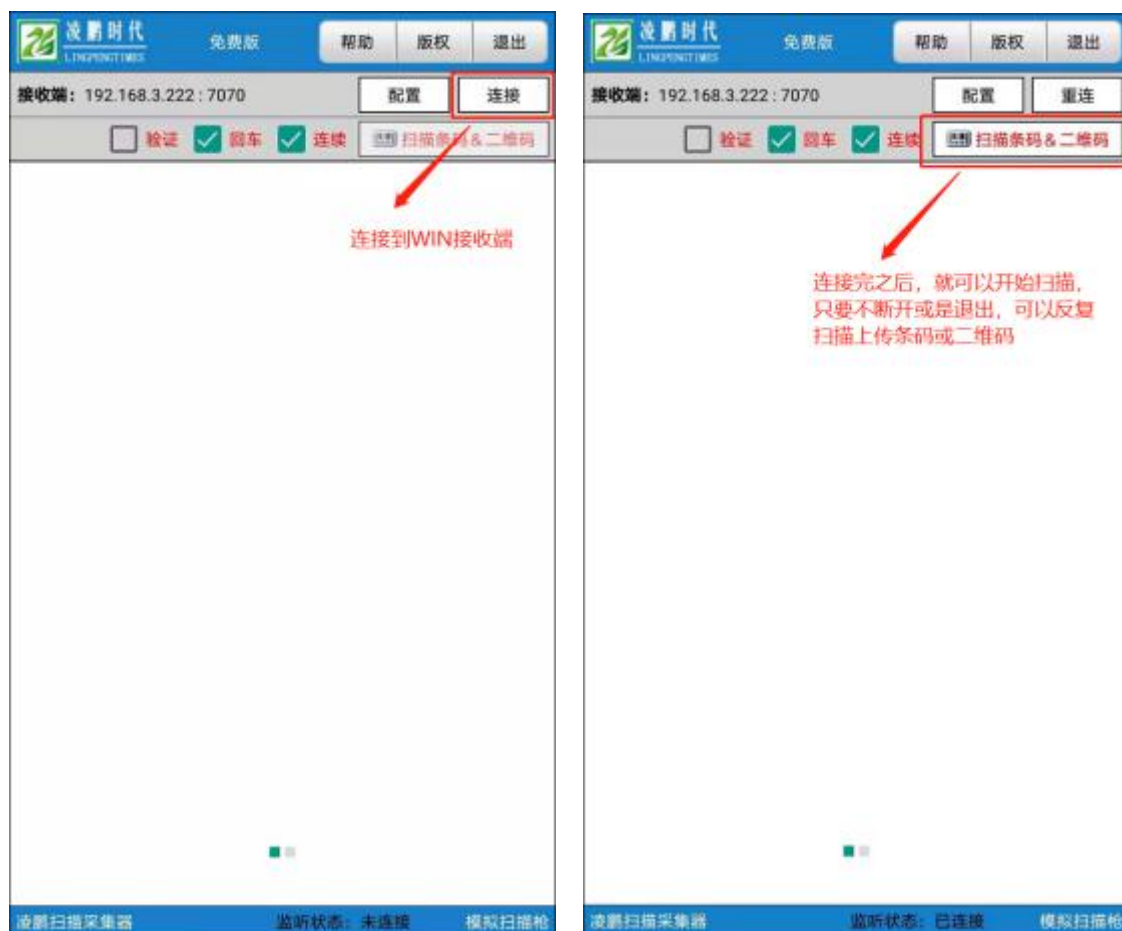 凌鹏时代
LINGPENGTIMES
免费版
帮助
版权
退出
接收端：192.168.3.222 : 7070
配置
连接
验证
回车
连续
扫描条码&二维码
连接到WIN接收端
凌鹏扫描采集器
监听状态：未连接
模拟扫描枪
凌鹏时代
LINGPENGTIMES
免费版
帮助
版权
退出
接收端：192.168.3.222 : 7070
配置
重连
验证
回车
连续
扫描条码&二维码
连接完之后，就可以开始扫描，
只要不断开或是退出，可以反复
扫描上传条码或二维码
凌鹏扫描采集器
监听状态：已连接
模拟扫描枪